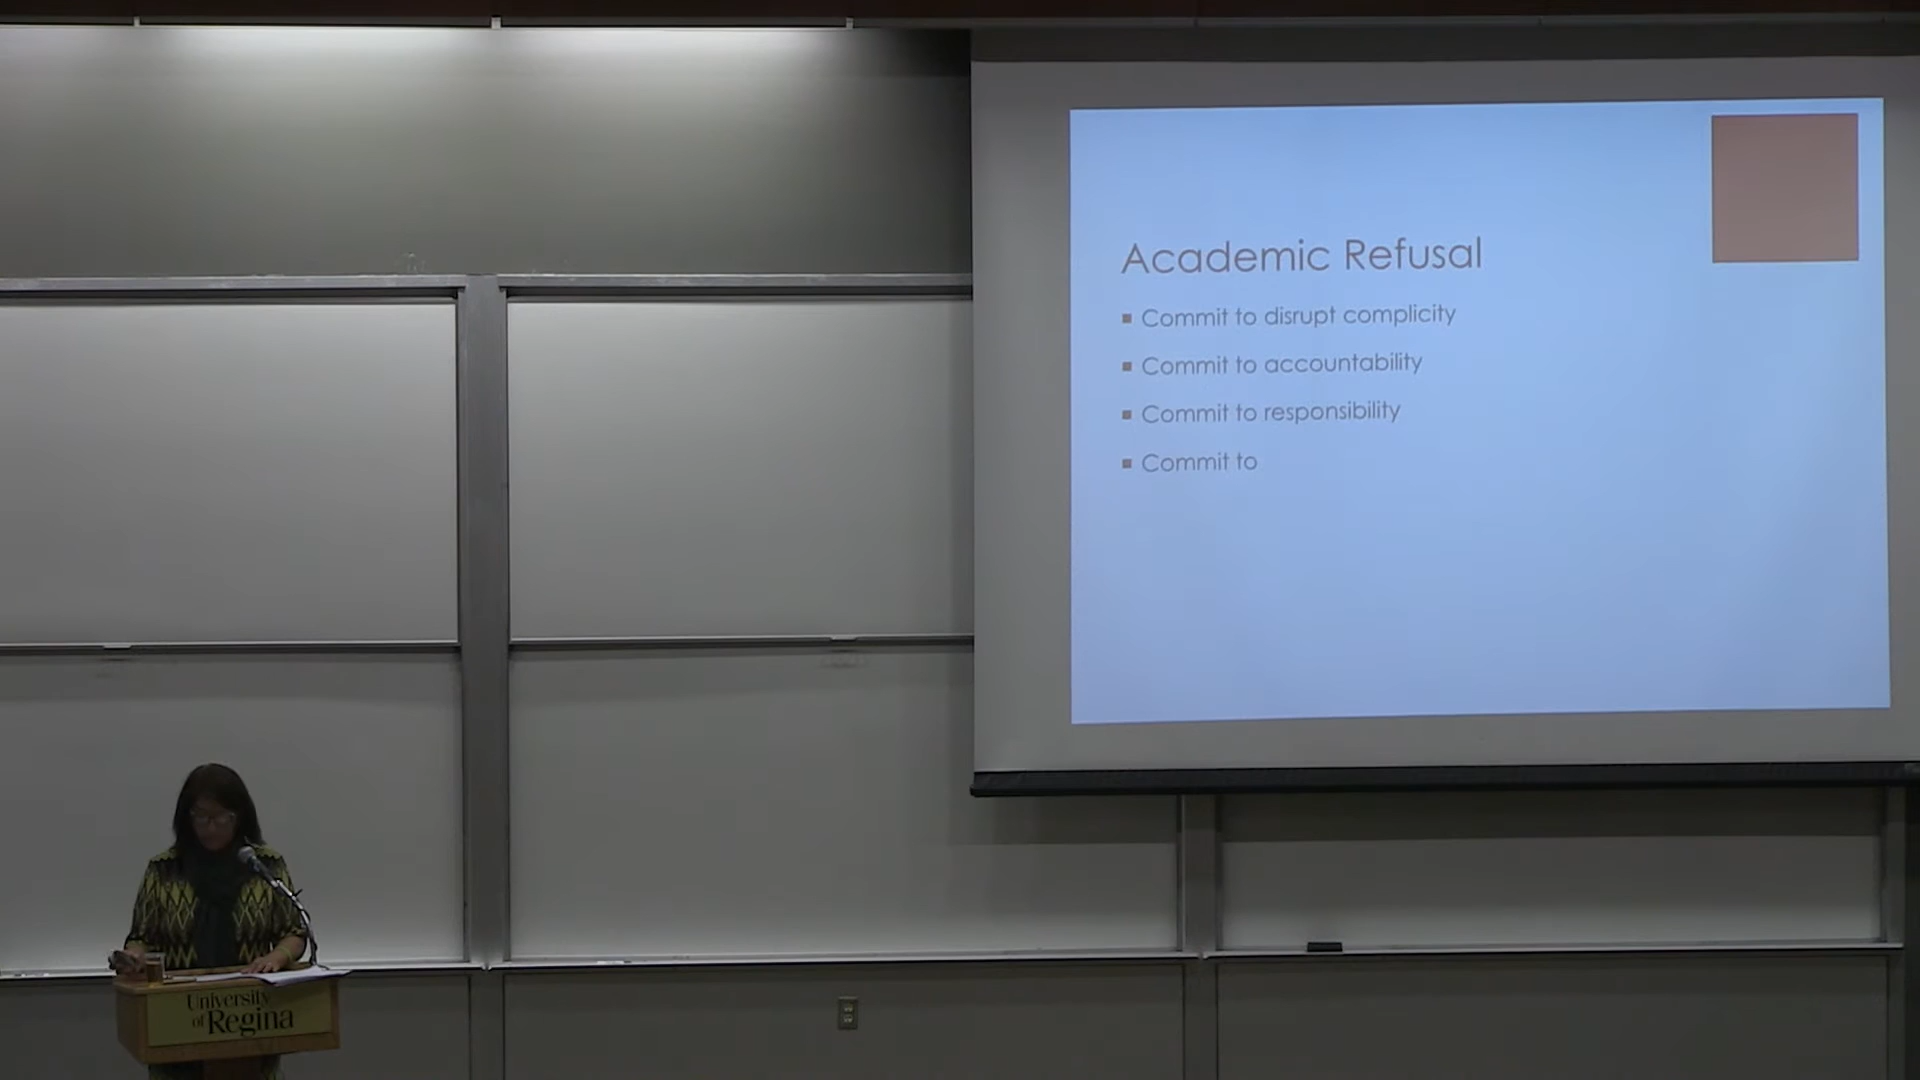 Academic Refusal
Commit to disrupt complicity
Commit to accountability
Commit to responsibility
Commit to
University
of Regina